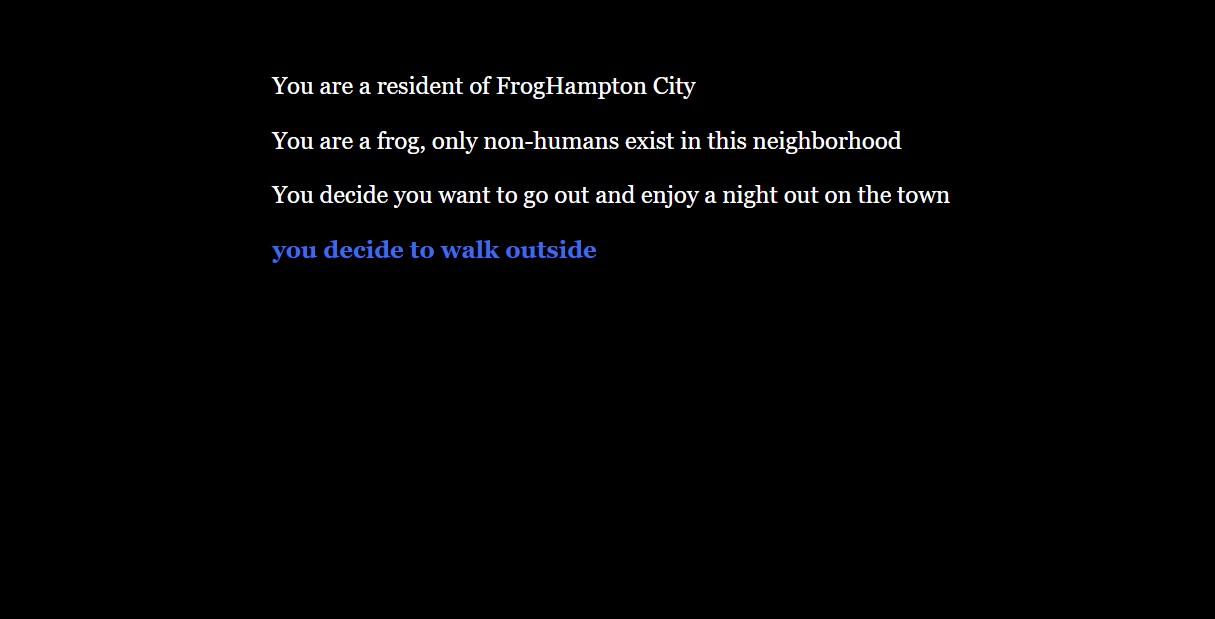 You are a resident of FrogHampton City
You are a frog, only non-humans exist in this neighborhood
You decide you want to go out and enjoy a night out on the town
you decide to walk outside